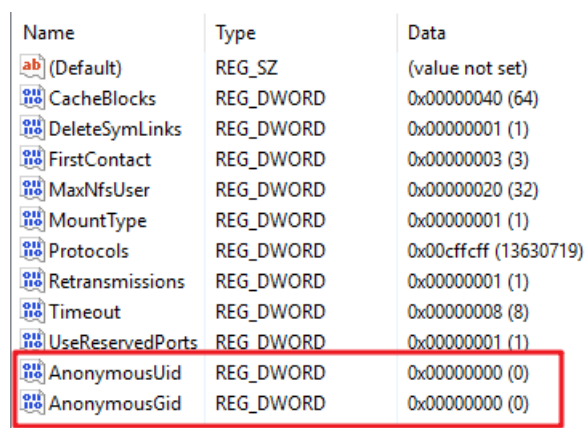 Name Type Data
ab (Default) REG_SZ (value not set)
CacheBlocks REG_DWORD 0x00000040 (64)
DeleteSymLinks REG_DWORD 0x00000001 (1)
FirstContact REG_DWORD 0x00000003 (3)
MaxNfsUser REG_DWORD 0x00000020 (32)
MountType REG_DWORD 0x00000001 (1)
Protocols REG_DWORD 0x00cffcff (13630719)
Retransmissions REG_DWORD 0x00000001 (1)
Timeout REG_DWORD 0x00000008 (8)
UseReservedPorts REG_DWORD 0x00000001 (1)
AnonymousUid REG_DWORD 0x00000000 (0)
AnonymousGid REG_DWORD 0x00000000 (0)